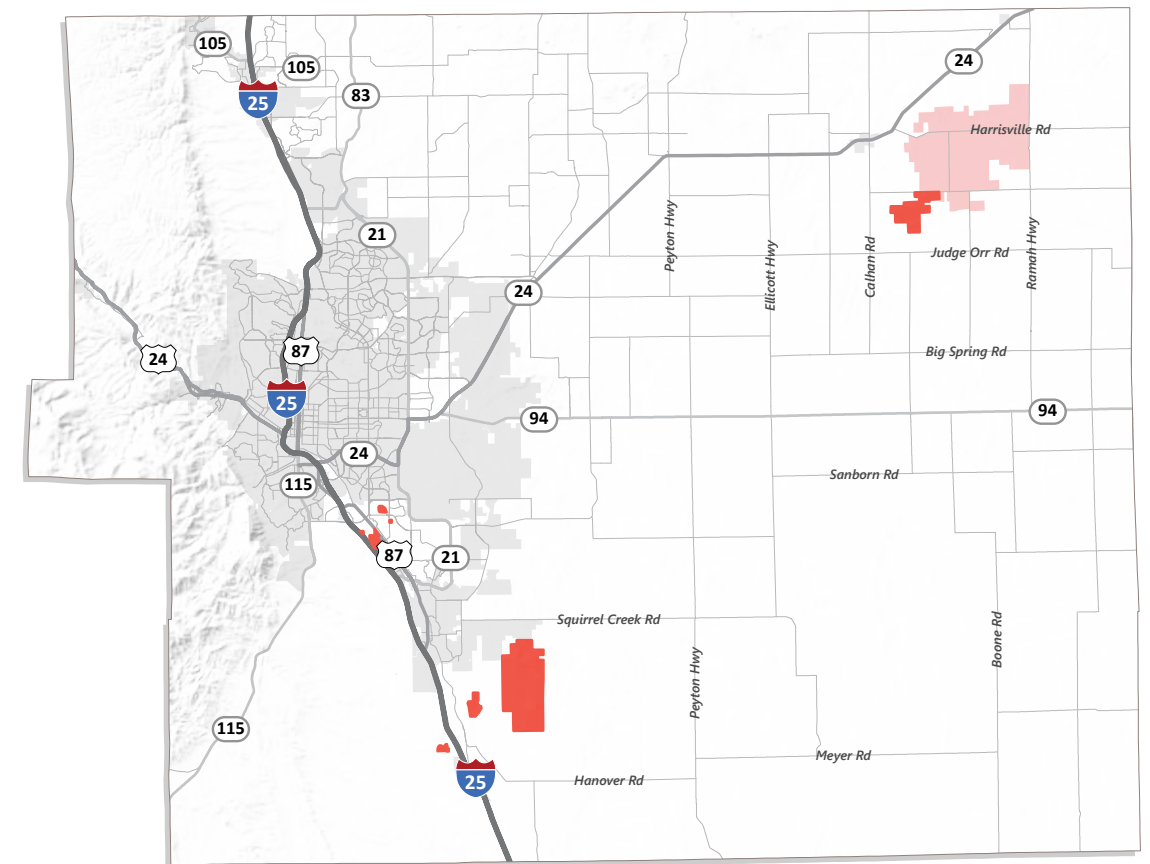 105
105
24
25
83
Harrisville Rd
21
Peyton Hwy
Ellicott Hwy
Calhan Rd
Judge Orr Rd
Ramah Hwy
24
87
24
Big Spring Rd
25
94
94
24
Sanborn Rd
115
87
21
Squirrel Creek Rd
Boone Rd
Peyton Hwy
115
Meyer Rd
25
Hanover Rd